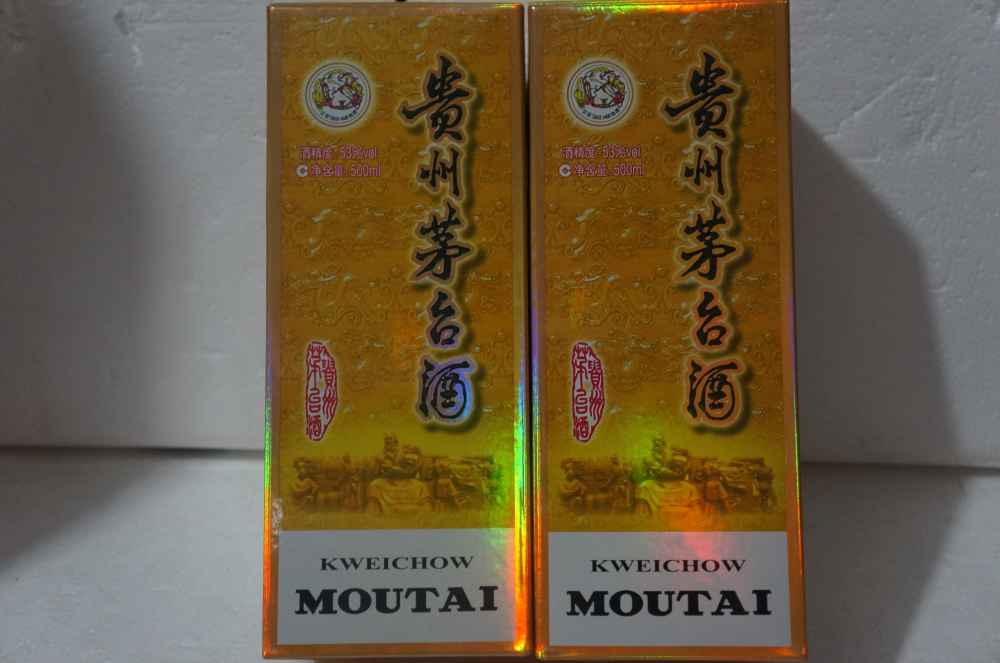 贵州茅台酒
酒精度: 53%vol
净含量: 500ml
贵州
茅台酒
KWEICHOW
MOUTAI
贵州茅台酒
酒精度: 53%vol
净含量: 500ml
贵州
茅台酒
KWEICHOW
MOUTAI